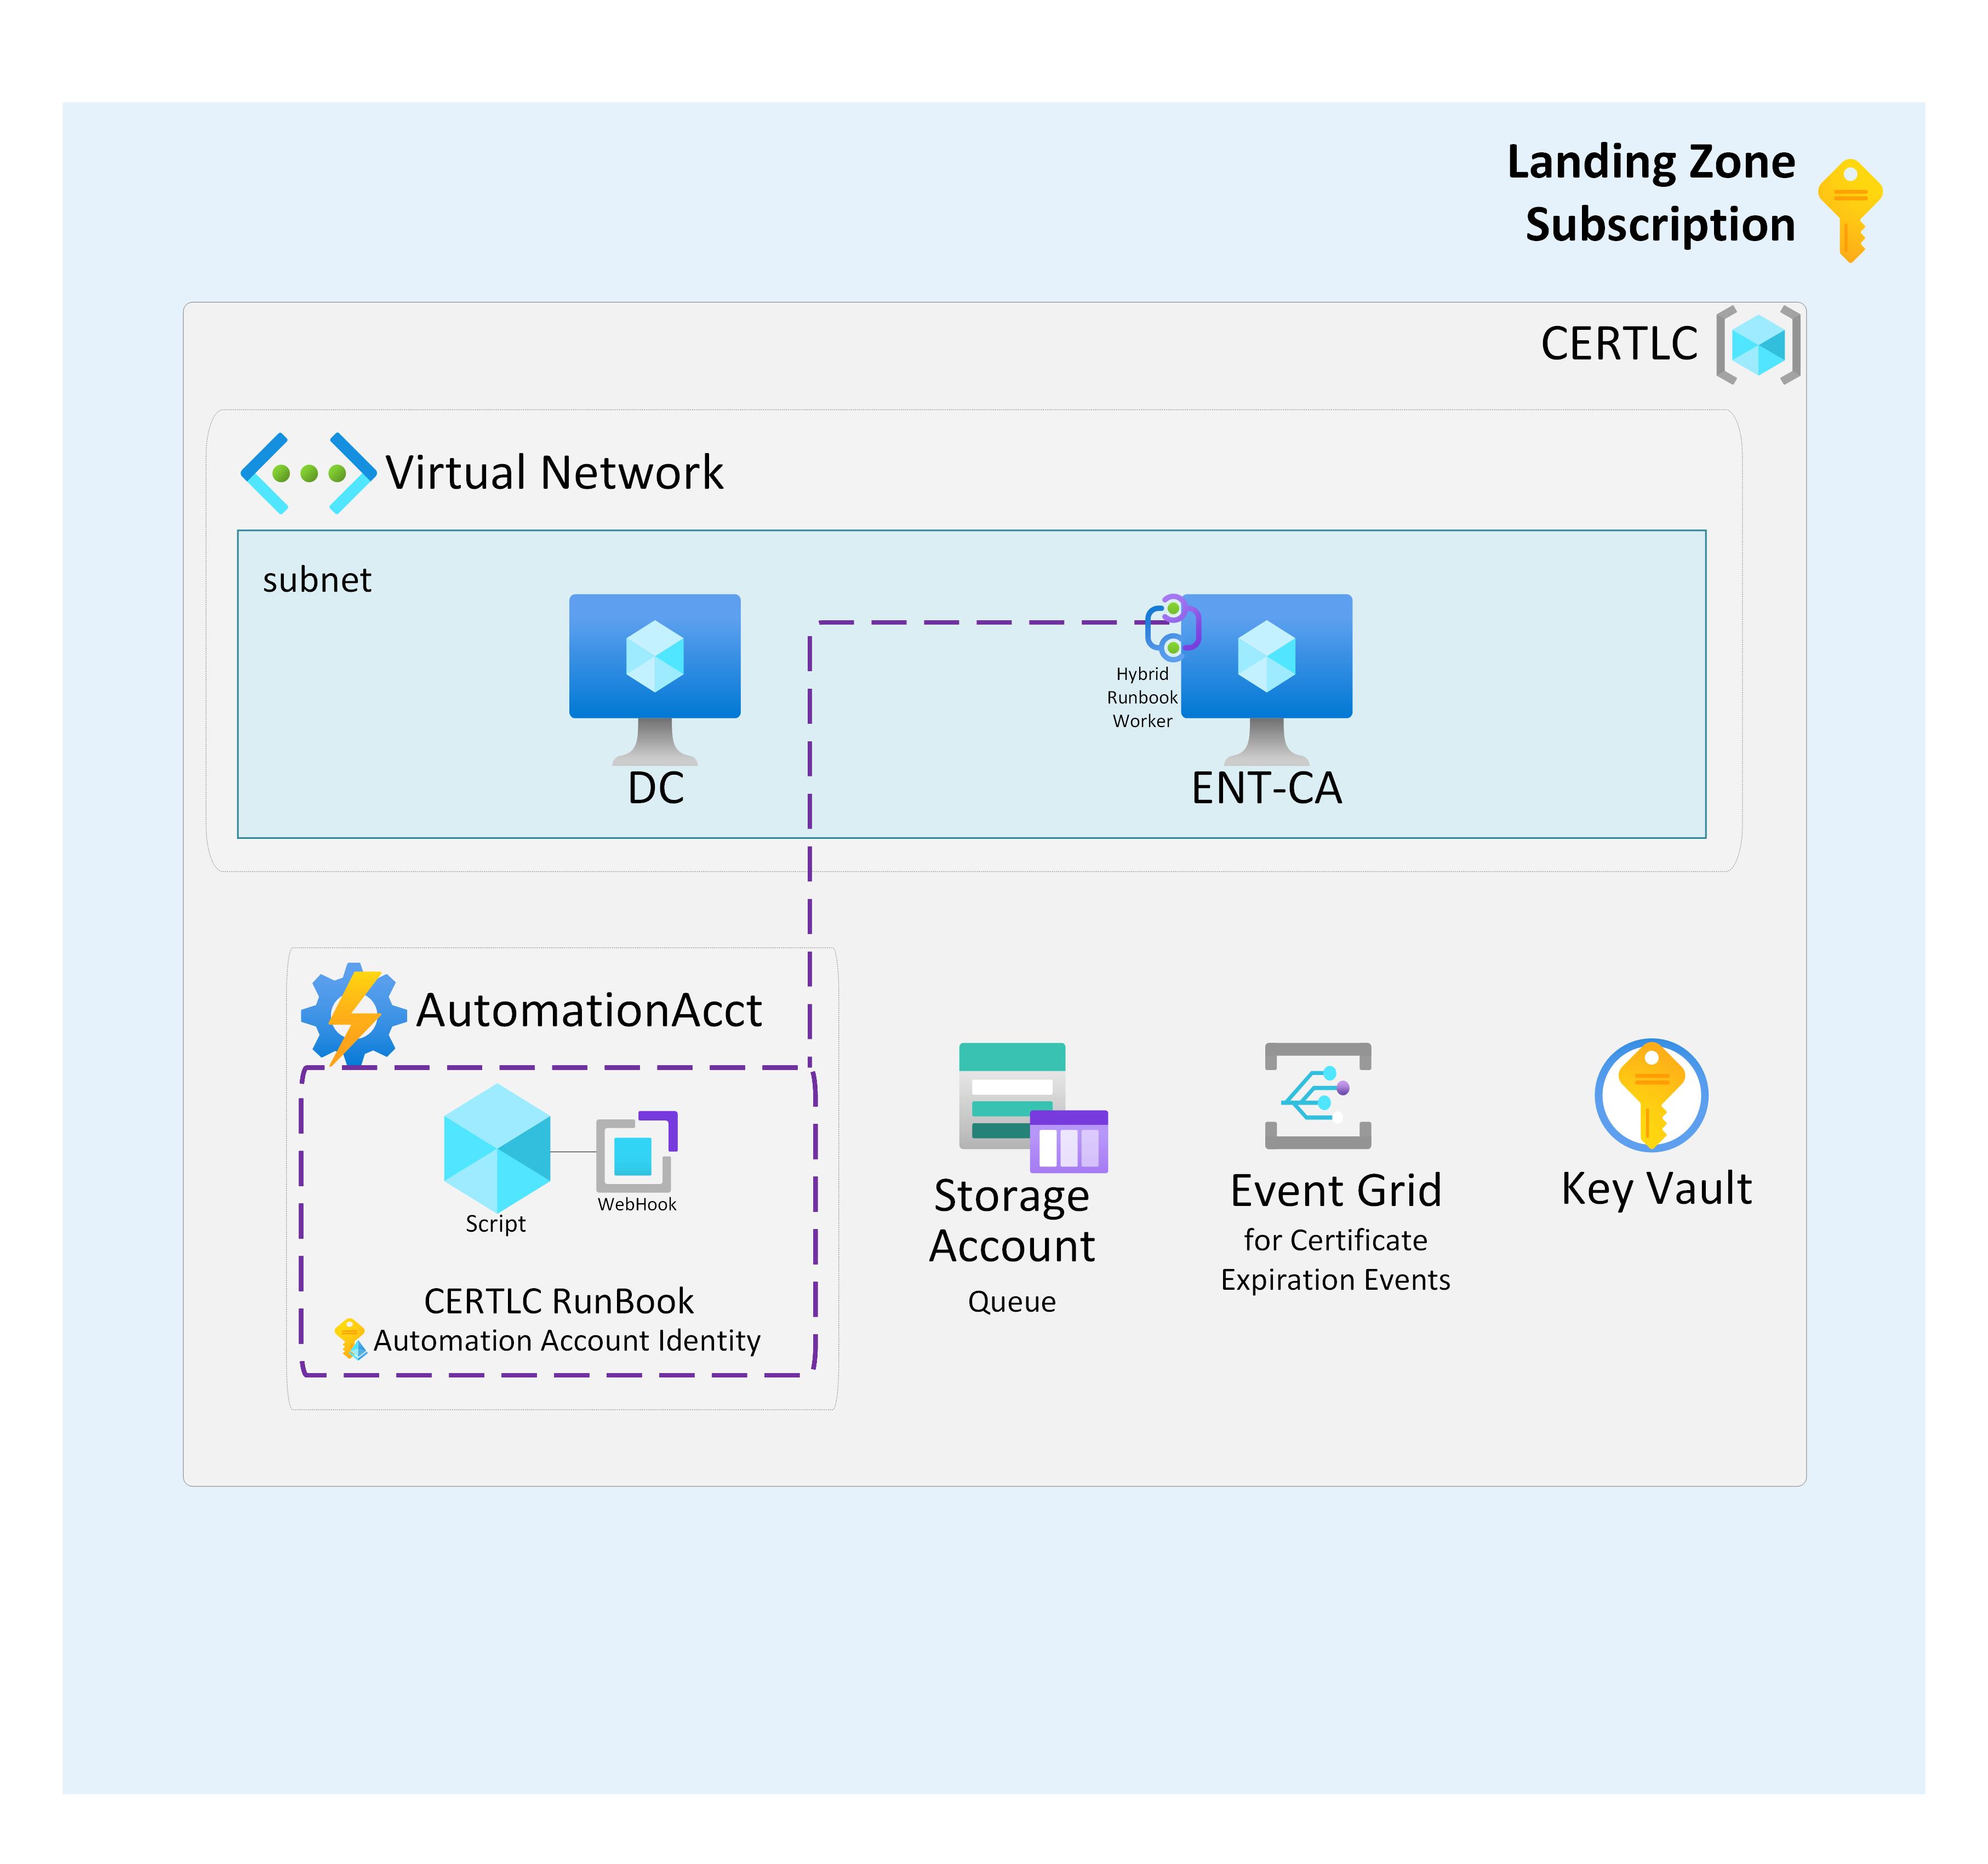 Landing Zone
Subscription
CERTLC
Virtual Network
subnet
Hybrid
Runbook
Worker
DC
ENT-CA
AutomationAcct
Script
WebHook
CERTLC RunBook
Automation Account Identity
Storage
Account
Queue
Event Grid
for Certificate
Expiration Events
Key Vault